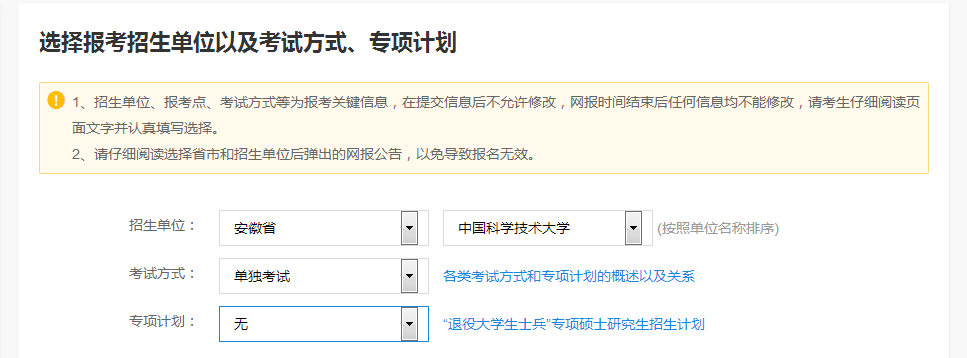 选择报考招生单位以及考试方式、专项计划
1、招生单位、报考点、考试方式等为报考关键信息，在提交信息后不允许修改，网报时间结束后任何信息均不能修改，请考生仔细阅读页
面文字并认真填写选择。
2、请仔细阅读选择省市和招生单位后弹出的网报公告，以免导致报名无效。
招生单位： 安徽省 中国科学技术大学 (按照单位名称排序)
考试方式： 单独考试 各类考试方式和专项计划的概述以及关系
专项计划： 无 “退役大学生士兵”专项硕士研究生招生计划